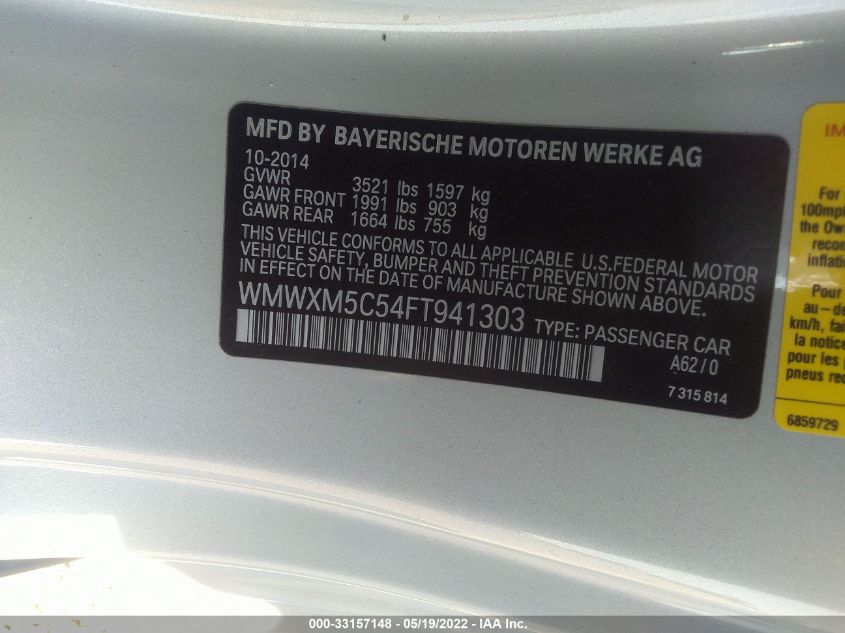 MFD BY BAYERISCHE MOTOREN WERKE AG
10-2014
GVWR 3521 lbs 1597 kg
GAWR FRONT 1991 lbs 903 kg
GAWR REAR 1664 lbs 755 kg
THIS VEHICLE CONFORMS TO ALL APPLICABLE U.S.FEDERAL MOTOR
VEHICLE SAFETY, BUMPER AND THEFT PREVENTION STANDARDS
IN EFFECT ON THE DATE OF MANUFACTURE SHOWN ABOVE.
WMWXM5C54FT941303 TYPE: PASSENGER CAR
A62/0
7 315 814
IM
For
100mp
the Ow
recor
inflati
Pour
au-de
km/h, fai
la notice
pour les
pneus re
6859729
000-33157148 - 05/19/2022 - IAA Inc.